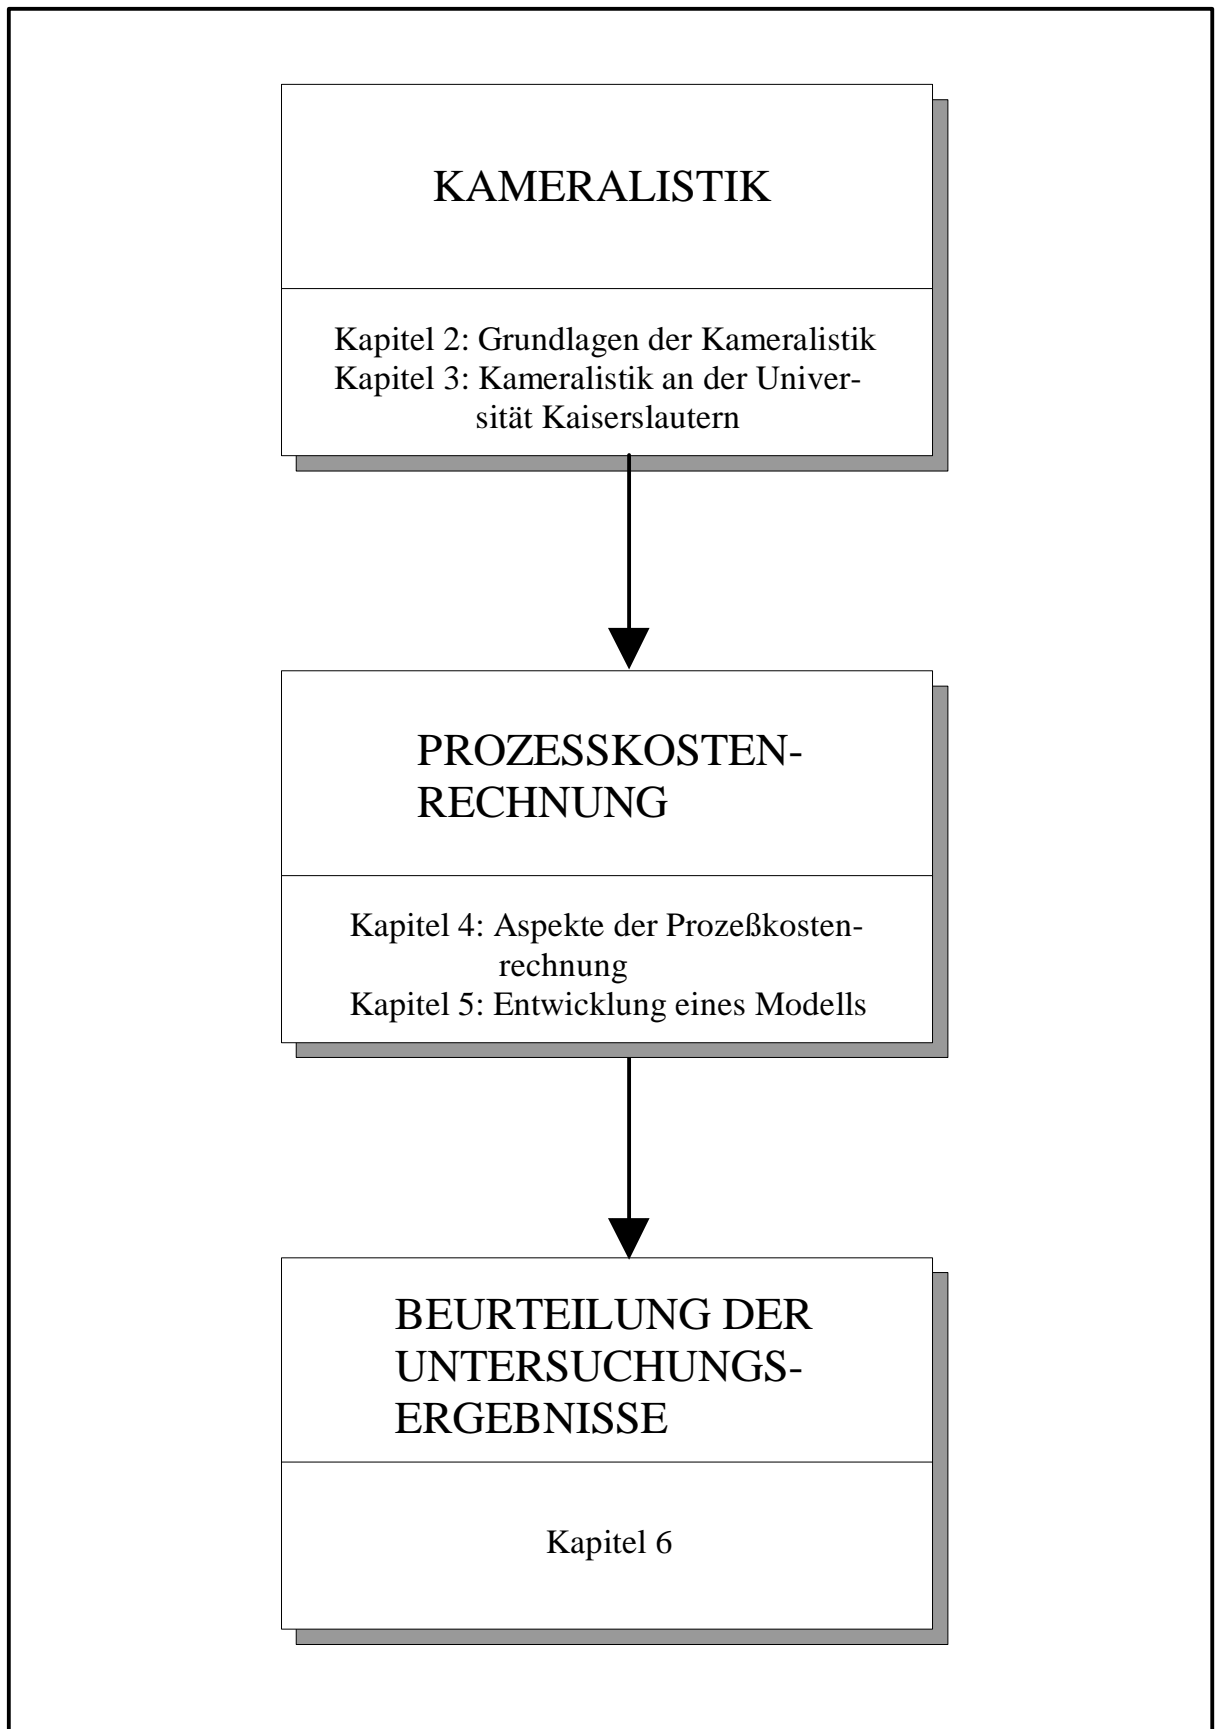 KAMERALISTIK
Kapitel 2: Grundlagen der Kameralistik
Kapitel 3: Kameralistik an der Univer-
sität Kaiserslautern
PROZESSKOSTEN-
RECHNUNG
Kapitel 4: Aspekte der Prozeßkosten-
rechnung
Kapitel 5: Entwicklung eines Modells
BEURTEILUNG DER
UNTERSUCHUNGS-
ERGEBNISSE
Kapitel 6